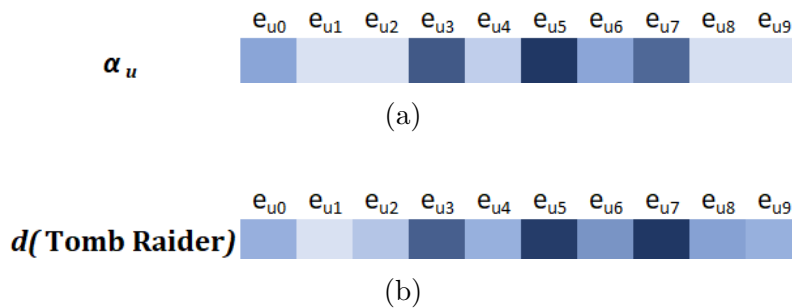 e_u0 e_u1 e_u2 e_u3 e_u4 e_u5 e_u6 e_u7 e_u8 e_u9
α_u
(a)
e_u0 e_u1 e_u2 e_u3 e_u4 e_u5 e_u6 e_u7 e_u8 e_u9
d(Tomb Raider)
(b)